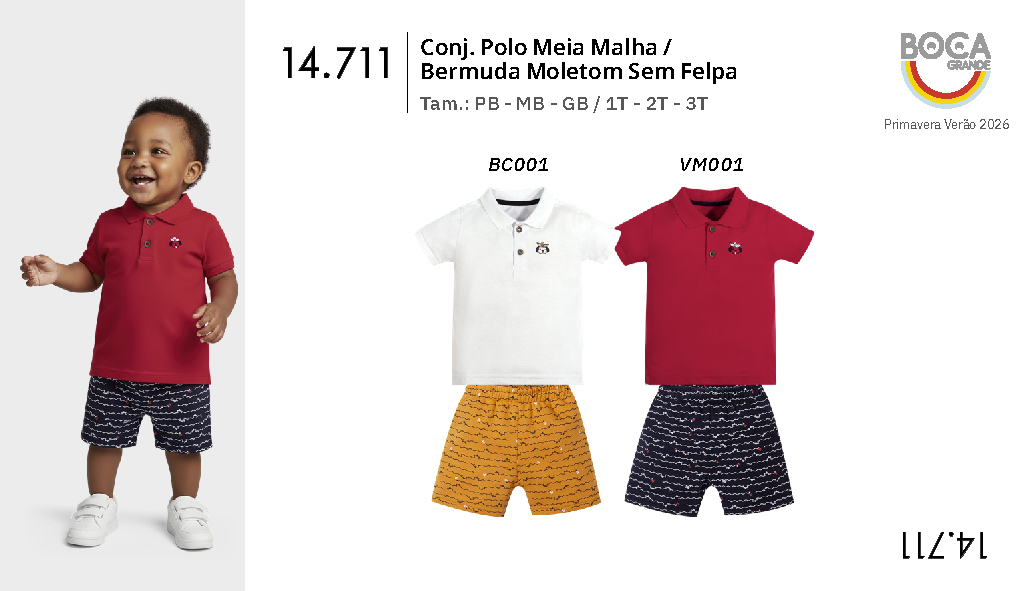 14.711
Conj. Polo Meia Malha /
Bermuda Moletom Sem Felpa
Tam.: PB - MB - GB / 1T - 2T - 3T
BOCA
GRANDE
Primavera Verão 2026
BC001
VM001
14.711